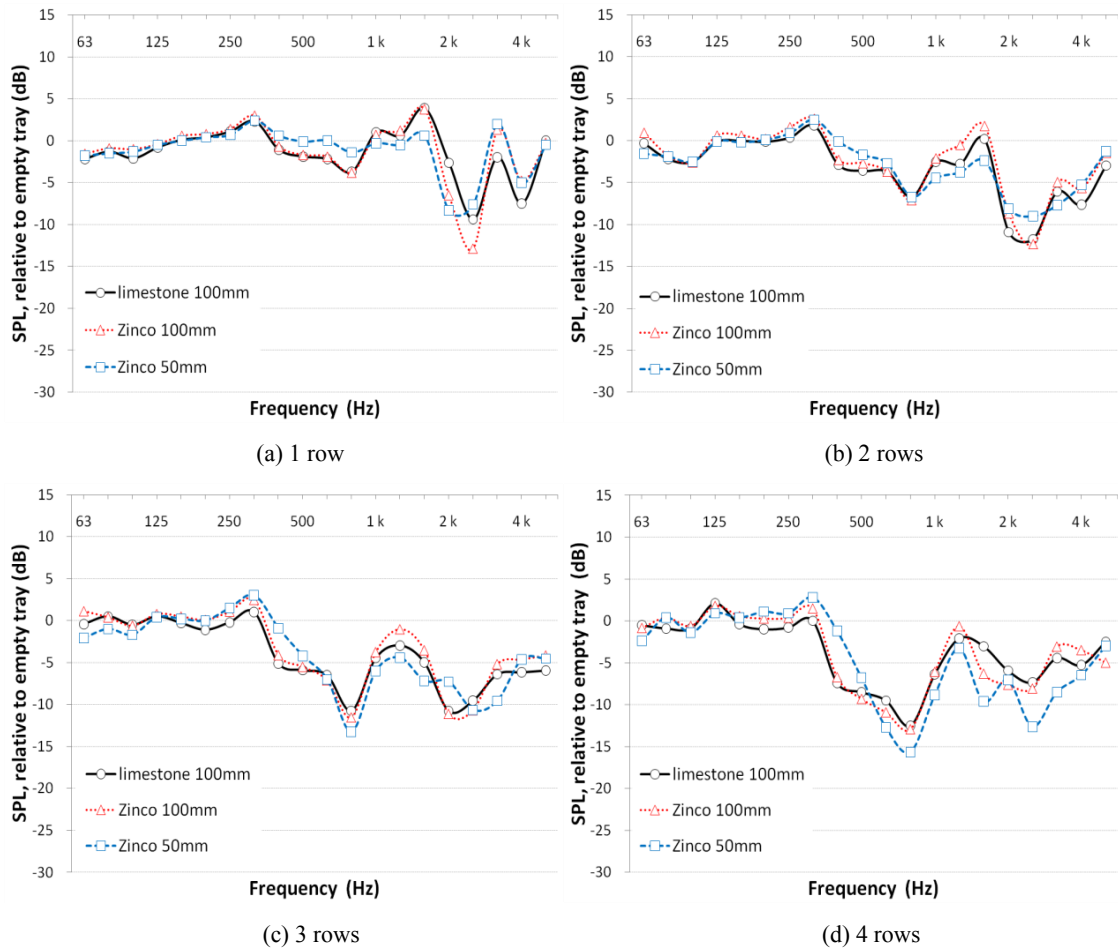 15
10
5
0
-5
-10
-15
-20
-25
-30
63 125 250 500 1 k 2 k 4 k
SPL, relative to empty tray (dB)
limestone 100mm
Zinco 100mm
Zinco 50mm
Frequency (Hz)
(a) 1 row
15
10
5
0
-5
-10
-15
-20
-25
-30
63 125 250 500 1 k 2 k 4 k
SPL, relative to empty tray (dB)
limestone 100mm
Zinco 100mm
Zinco 50mm
Frequency (Hz)
(b) 2 rows
15
10
5
0
-5
-10
-15
-20
-25
-30
63 125 250 500 1 k 2 k 4 k
SPL, relative to empty tray (dB)
limestone 100mm
Zinco 100mm
Zinco 50mm
Frequency (Hz)
(c) 3 rows
15
10
5
0
-5
-10
-15
-20
-25
-30
63 125 250 500 1 k 2 k 4 k
SPL, relative to empty tray (dB)
limestone 100mm
Zinco 100mm
Zinco 50mm
Frequency (Hz)
(d) 4 rows